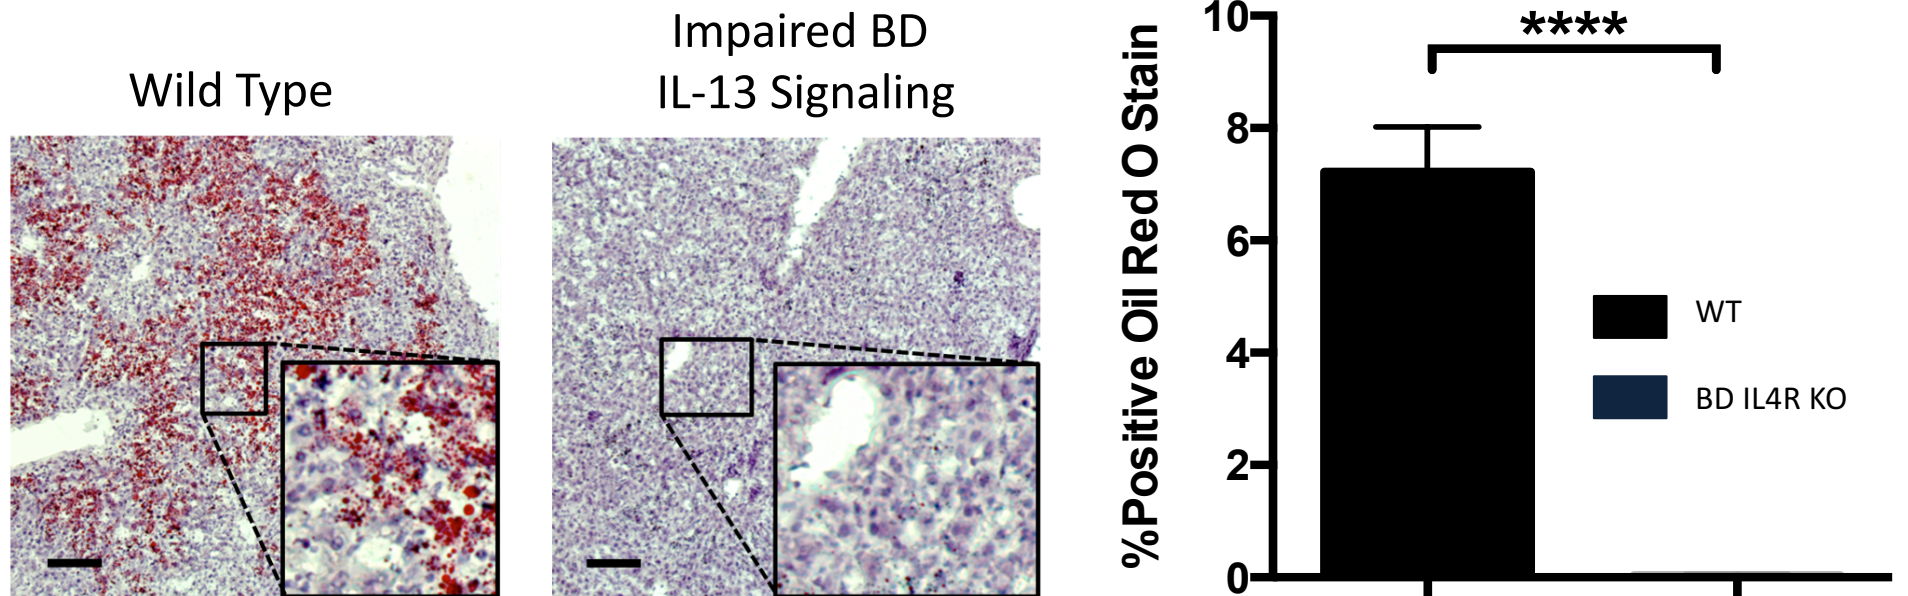 Wild Type
Impaired BD
IL-13 Signaling
%Positive Oil Red O Stain
10
8
6
4
2
0
****
WT
BD IL4R KO